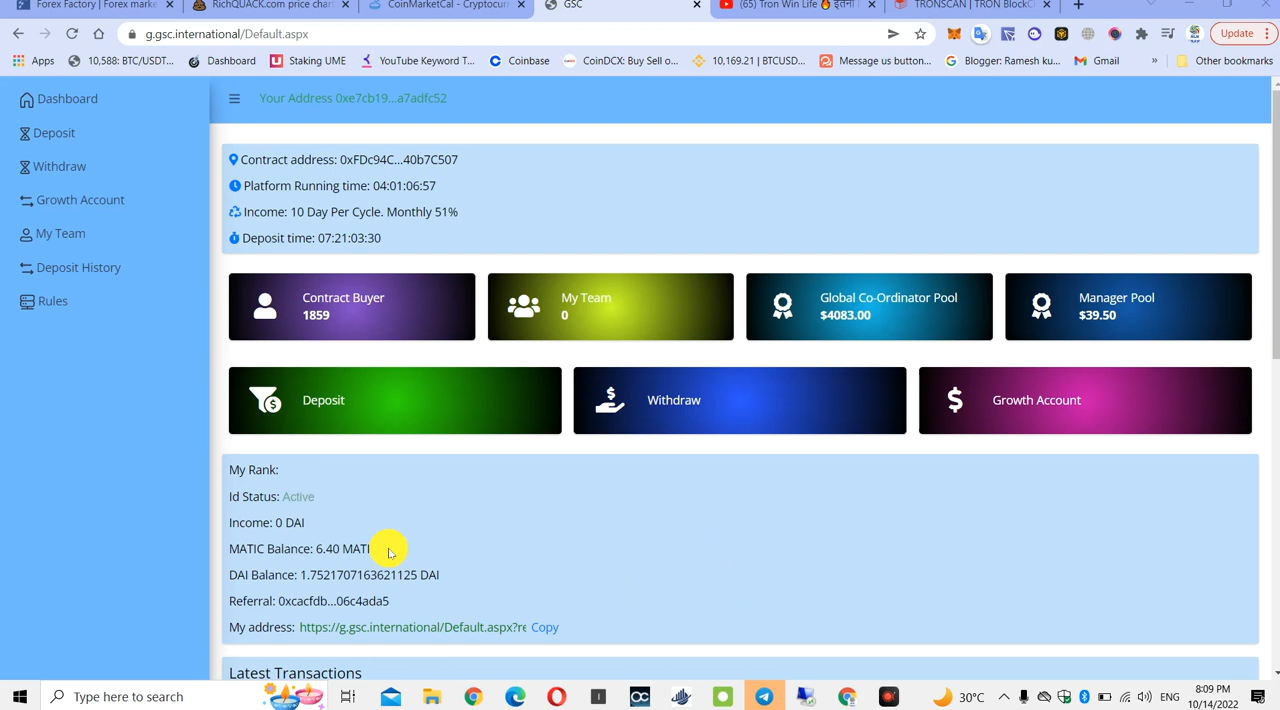 Forex Factory | Forex marke
RichQUACK.com price chart
CoinMarketCal - Cryptocurr
GSC
(65) Tron Win Life
TRONSCAN | TRON BlockC
g.gsc.international/Default.aspx
Update
Apps
10,588: BTC/USDT...
Dashboard
Staking UME
YouTube Keyword T...
Coinbase
CoinDCX: Buy Sell o...
10,169.21 | BTCUSD...
Message us button...
Blogger: Ramesh ku...
Gmail
»
Other bookmarks
Dashboard
Deposit
Withdraw
Growth Account
My Team
Deposit History
Rules
Your Address 0xe7cb19...a7adfc52
Contract address: 0xFDc94C...40b7C507
Platform Running time: 04:01:06:57
Income: 10 Day Per Cycle. Monthly 51%
Deposit time: 07:21:03:30
Contract Buyer
1859
My Team
0
Global Co-Ordinator Pool
$4083.00
Manager Pool
$39.50
Deposit
Withdraw
Growth Account
My Rank:
Id Status: Active
Income: 0 DAI
MATIC Balance: 6.40 MATI
DAI Balance: 1.7521707163621125 DAI
Referral: 0xcacfdb...06c4ada5
My address: https://g.gsc.international/Default.aspx?re Copy
Latest Transactions
Type here to search
30°C
ENG
8:09 PM
10/14/2022